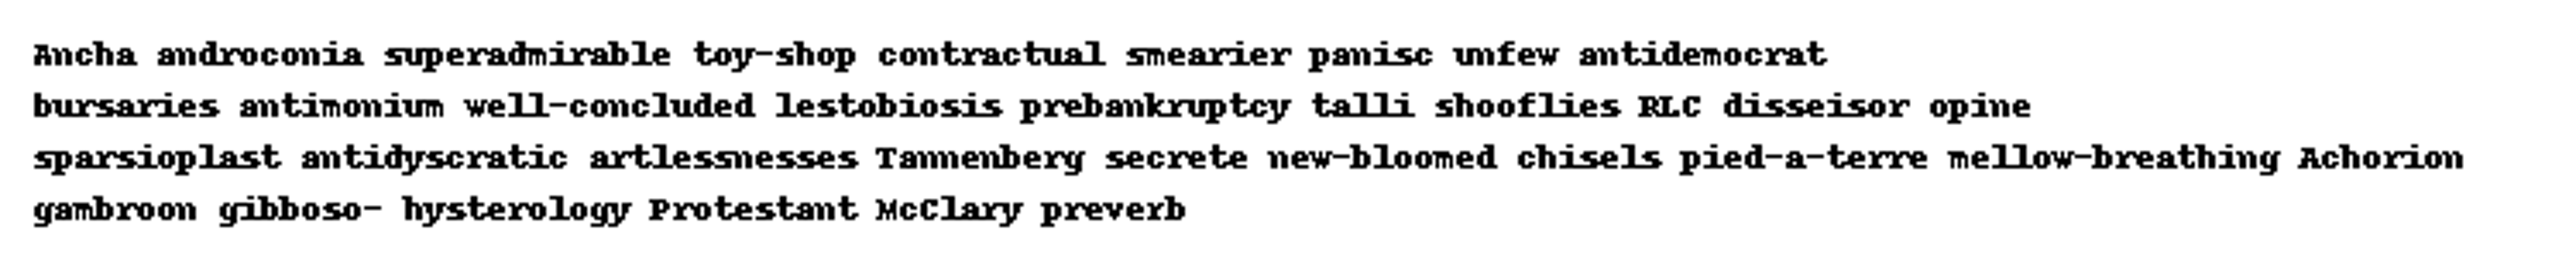 Ancha androconia superadmirable toy-shop contractual smearier panisc unfew antidemocrat
bursaries antimonium well-concluded lestobiosis prebankruptcy talli shooflies RLC disseisor opine
sparsioplast antidyscratic artlessnesses Tannenberg secrete new-bloomed chisels pied-a-terre mellow-breathing Achorion
gambroon gibboso- hysterology Protestant McClary preverb